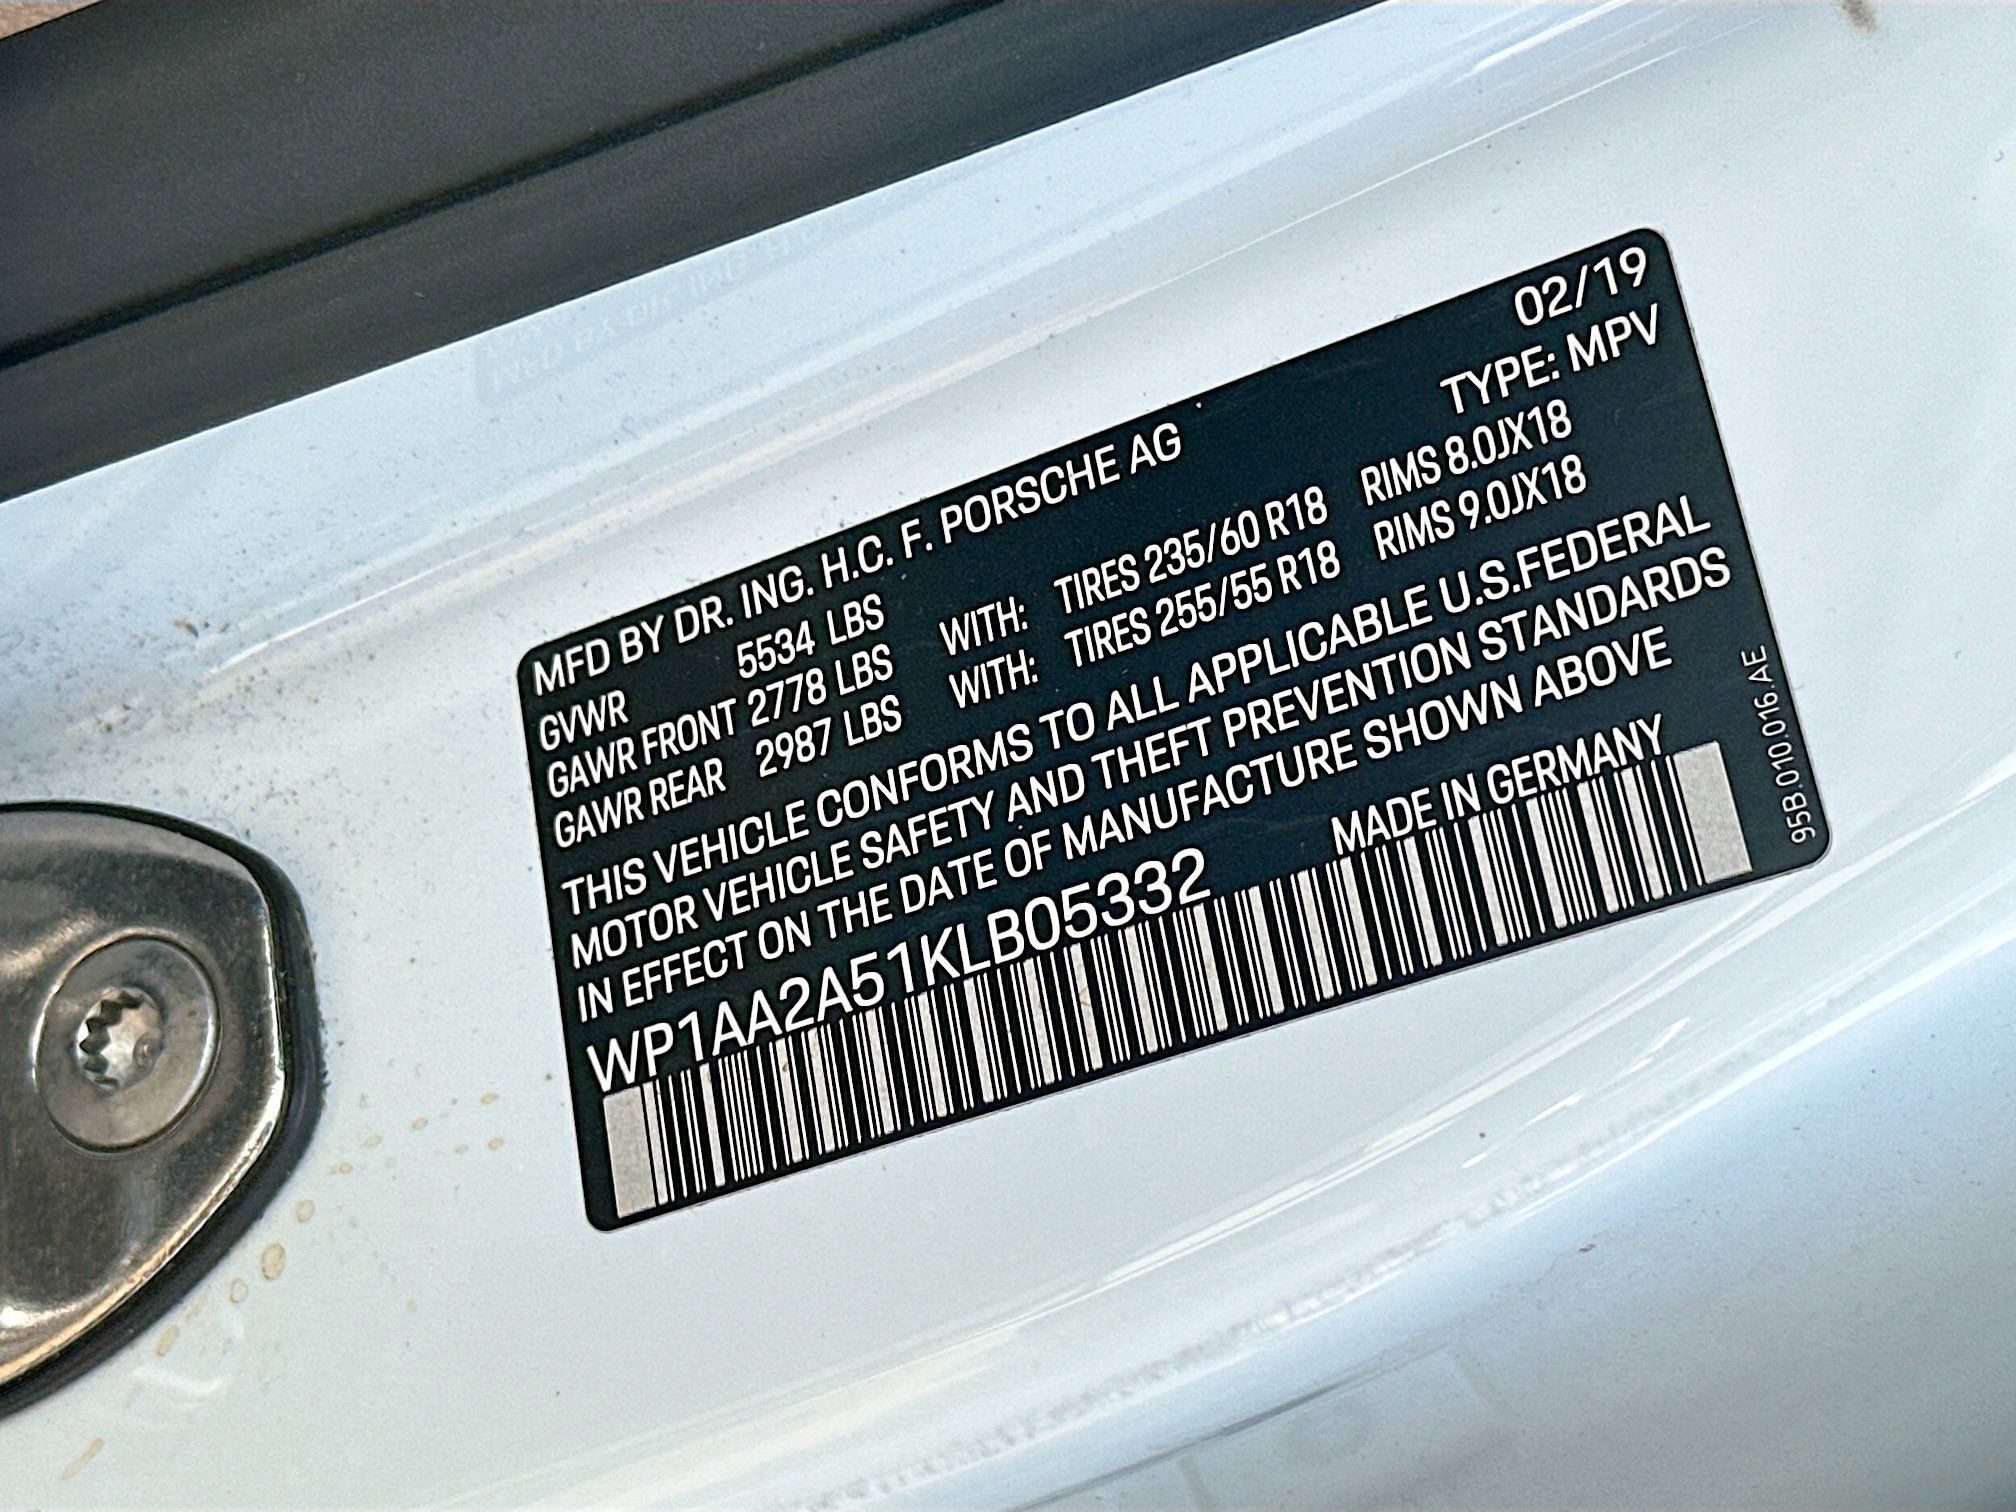 02/19
MFD BY DR. ING. H.C. F. PORSCHE AG TYPE: MPV
GVWR 5534 LBS
GAWR FRONT 2778 LBS WITH: TIRES 235/60 R18 RIMS 8.0JX18
GAWR REAR 2987 LBS WITH: TIRES 255/55 R18 RIMS 9.0JX18
THIS VEHICLE CONFORMS TO ALL APPLICABLE U.S.FEDERAL
MOTOR VEHICLE SAFETY AND THEFT PREVENTION STANDARDS
IN EFFECT ON THE DATE OF MANUFACTURE SHOWN ABOVE
WP1AA2A51KLB05332 MADE IN GERMANY
95B.010.016.AE